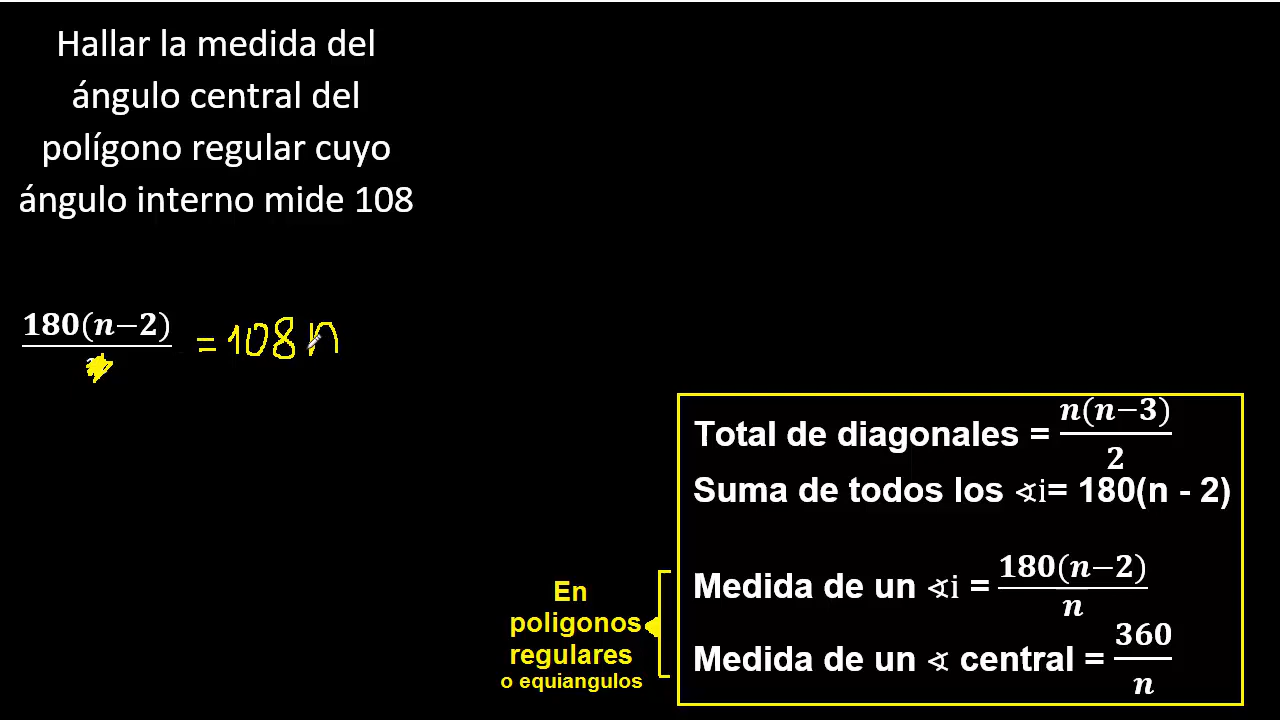 Hallar la medida del
ángulo central del
polígono regular cuyo
ángulo interno mide 108
180(n−2)
= 108 n
Total de diagonales = n(n−3)/2
Suma de todos los ∢i= 180(n - 2)
Medida de un ∢i = 180(n−2)/n
Medida de un ∢ central = 360/n
En
poligonos
regulares
o equiangulos